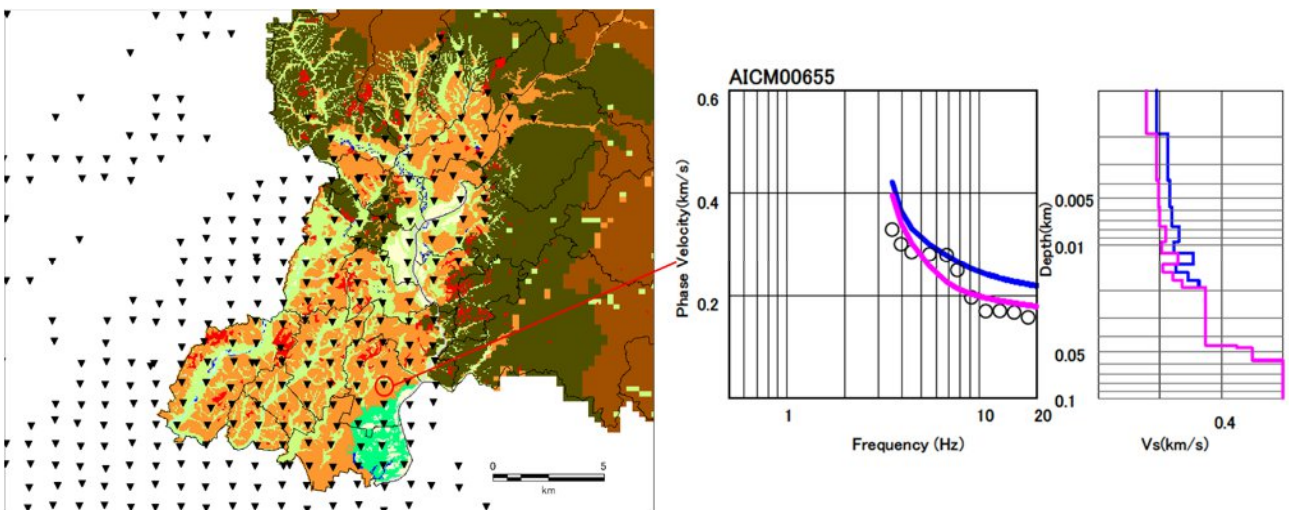 0
5
km
AICM00655
0.6
0.4
0.2
Phase Velocity(km/s)
1
10
20
Frequency (Hz)
Depth(km)
0.005
0.01
0.05
0.1
0.4
Vs(km/s)